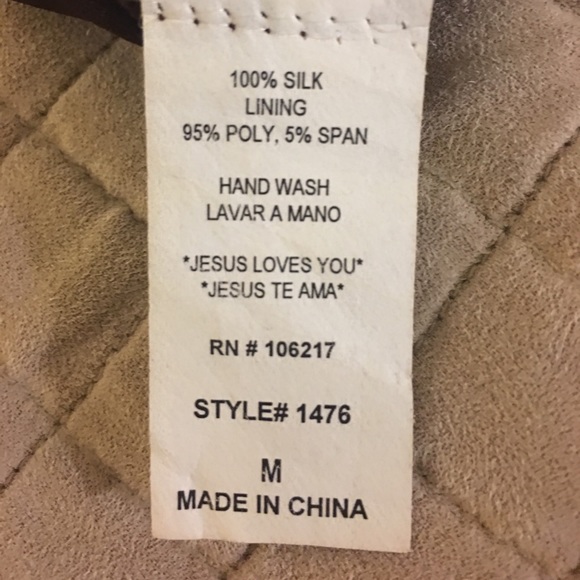 100% SILK
LINING
95% POLY, 5% SPAN
HAND WASH
LAVAR A MANO
*JESUS LOVES YOU*
*JESUS TE AMA*
RN # 106217
STYLE# 1476
M
MADE IN CHINA